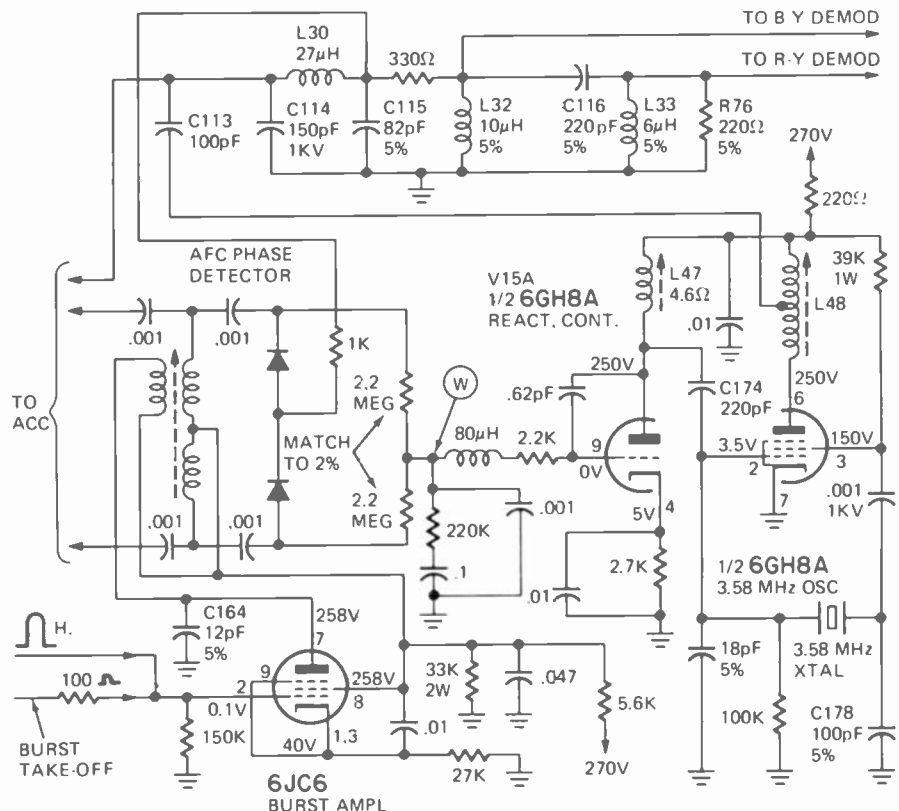 TO B Y DEMOD
TO R-Y DEMOD
L30
27µH
330Ω
C113
100pF
C114
150pF
1KV
C115
82pF
5%
L32
10µH
5%
C116
220pF
5%
L33
6µH
5%
R76
220Ω
5%
270V
220Ω
AFC PHASE
DETECTOR
V15A
1/2 6GH8A
REACT. CONT.
L47
4.6Ω
39K
1W
L48
.01
.001
.001
1K
2.2
MEG
W
.62pF
250V
C174
220pF
250V
6
TO
ACC
MATCH
TO 2%
80µH
2.2K
9
0V
3.5V
2
150V
3
7
2.2
MEG
4
5V
.001
1KV
.001
.001
220K
.001
2.7K
.1
.01
1/2 6GH8A
3.58 MHz OSC
C164
12pF
5%
258V
7
H.
18pF
5%
3.58 MHz
XTAL
9
2
258V
8
33K
2W
.047
100 Ω
0.1V
5.6K
100K
C178
100pF
5%
BURST
TAKE-OFF
150K
40V
1,3
.01
27K
270V
6JC6
BURST AMPL